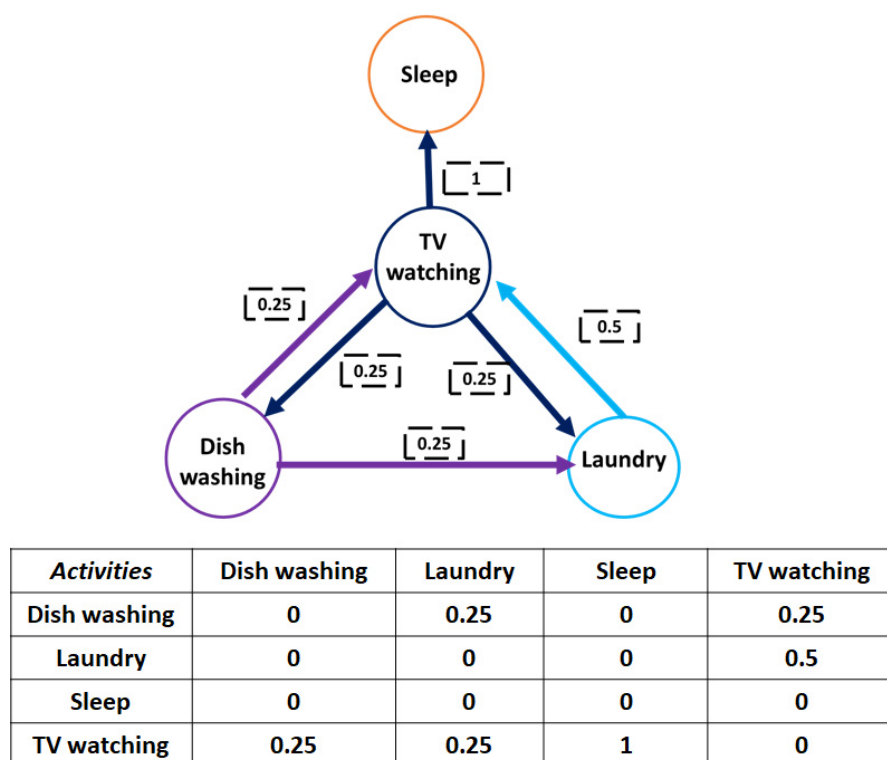 Sleep
1
TV
watching
0.25
0.5
0.25
0.25
Dish
washing
0.25
Laundry
Activities Dish washing Laundry Sleep TV watching
Dish washing 0 0.25 0 0.25
Laundry 0 0 0 0.5
Sleep 0 0 0 0
TV watching 0.25 0.25 1 0